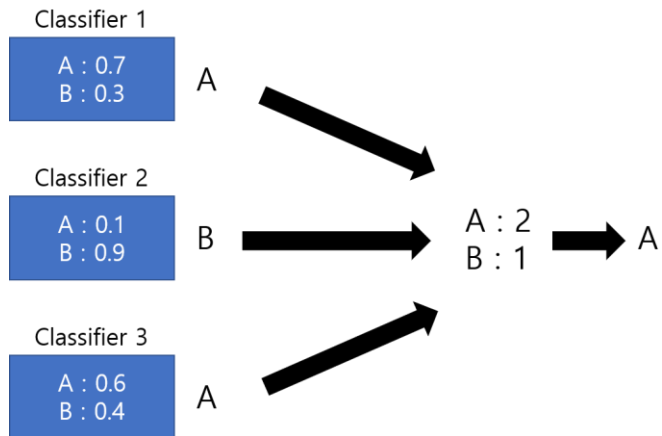 Classifier 1
A : 0.7
B : 0.3
A
Classifier 2
A : 0.1
B : 0.9
B
A : 2
B : 1
A
Classifier 3
A : 0.6
B : 0.4
A